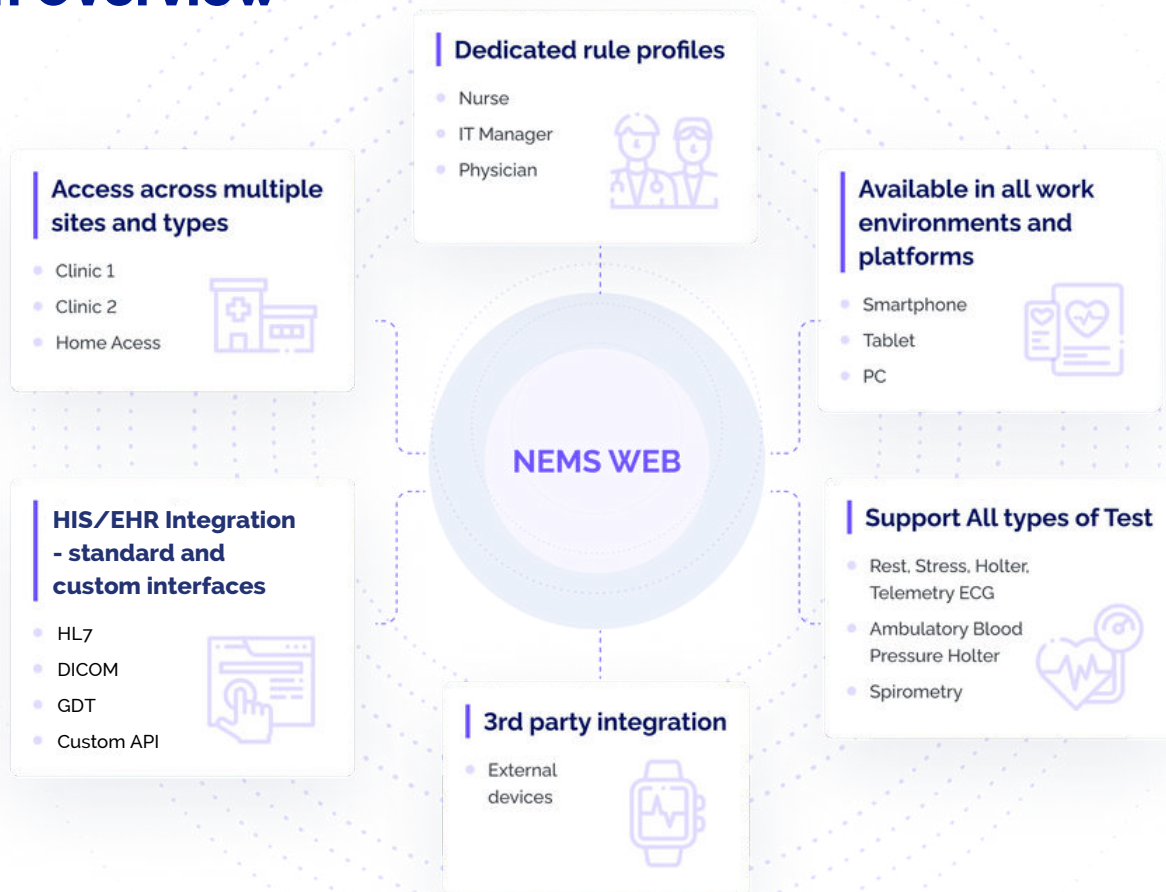 overview
Dedicated rule profiles
Nurse
IT Manager
Physician
Access across multiple
sites and types
Clinic 1
Clinic 2
Home Acess
Available in all work
environments and
platforms
Smartphone
Tablet
PC
NEMS WEB
HIS/EHR Integration
- standard and
custom interfaces
HL7
DICOM
GDT
Custom API
Support All types of Test
Rest, Stress, Holter,
Telemetry ECG
Ambulatory Blood
Pressure Holter
Spirometry
3rd party integration
External
devices